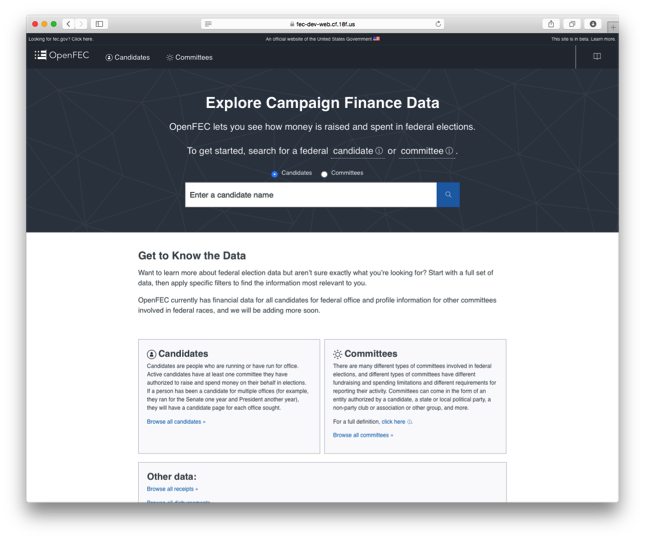 fec-dev-web.cf.18f.us
Looking for fec.gov? Click here.
An official website of the United States Government
This site is in beta. Learn more.
OpenFEC
Candidates
Committees
Explore Campaign Finance Data
OpenFEC lets you see how money is raised and spent in federal elections.
To get started, search for a federal candidate or committee.
Candidates
Committees
Enter a candidate name
Get to Know the Data
Want to learn more about federal election data but aren't sure exactly what you're looking for? Start with a full set of
data, then apply specific filters to find the information most relevant to you.
OpenFEC currently has financial data for all candidates for federal office and profile information for other committees
involved in federal races, and we will be adding more soon.
Candidates
Candidates are people who are running or have run for office.
Active candidates have at least one committee they have
authorized to raise and spend money on their behalf in elections.
If a person has been a candidate for multiple offices (for example,
they ran for the Senate one year and President another year),
they will have a candidate page for each office sought.
Browse all candidates »
Committees
There are many different types of committees involved in federal
elections, and different types of committees have different
fundraising and spending limitations and different requirements for
reporting their activity. Committees can come in the form of an
entity authorized by a candidate, a state or local political party, a
non-party club or association or other group, and more.
For a full definition, click here.
Browse all committees »
Other data:
Browse all receipts »